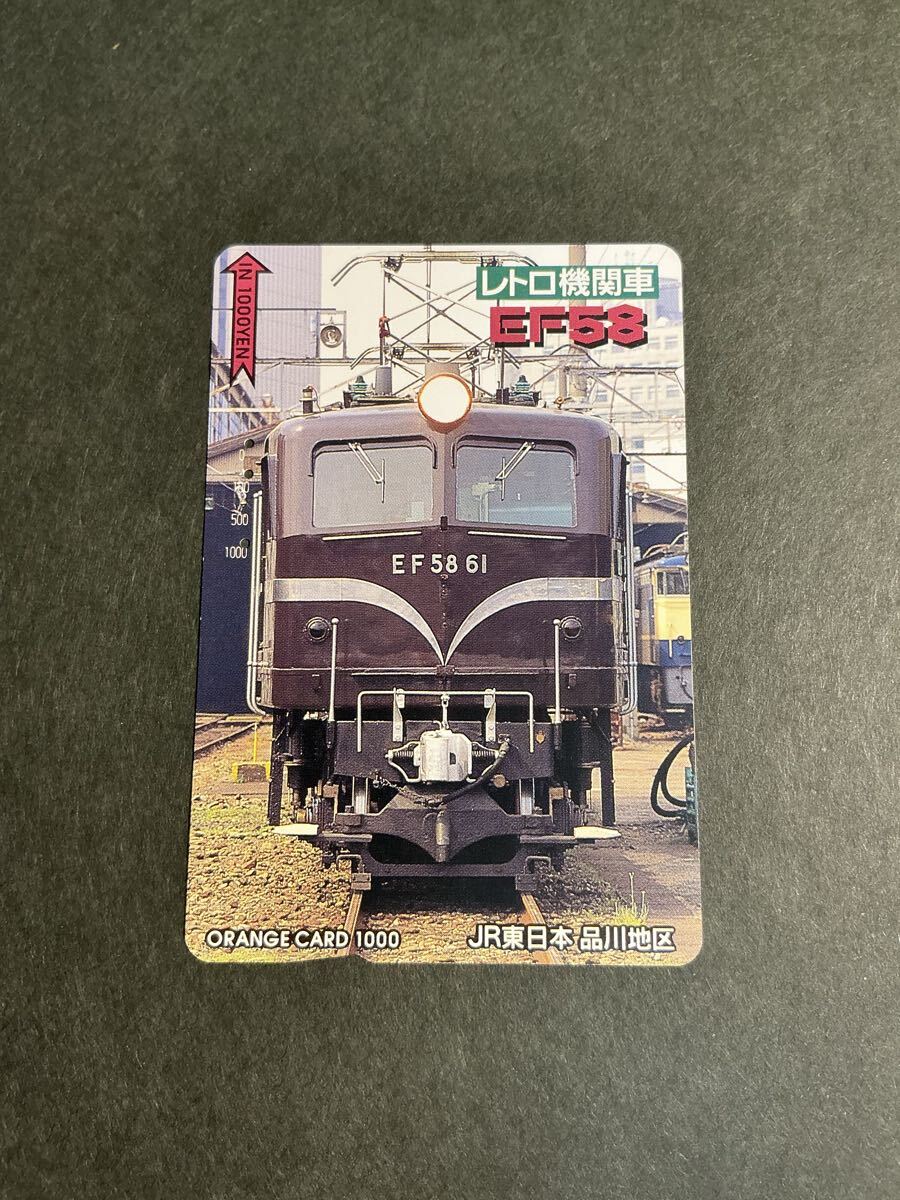 IN 1000YEN
レトロ機関車
EF58
0
500
1000
EF58 61
ORANGE CARD 1000
JR東日本 品川地区